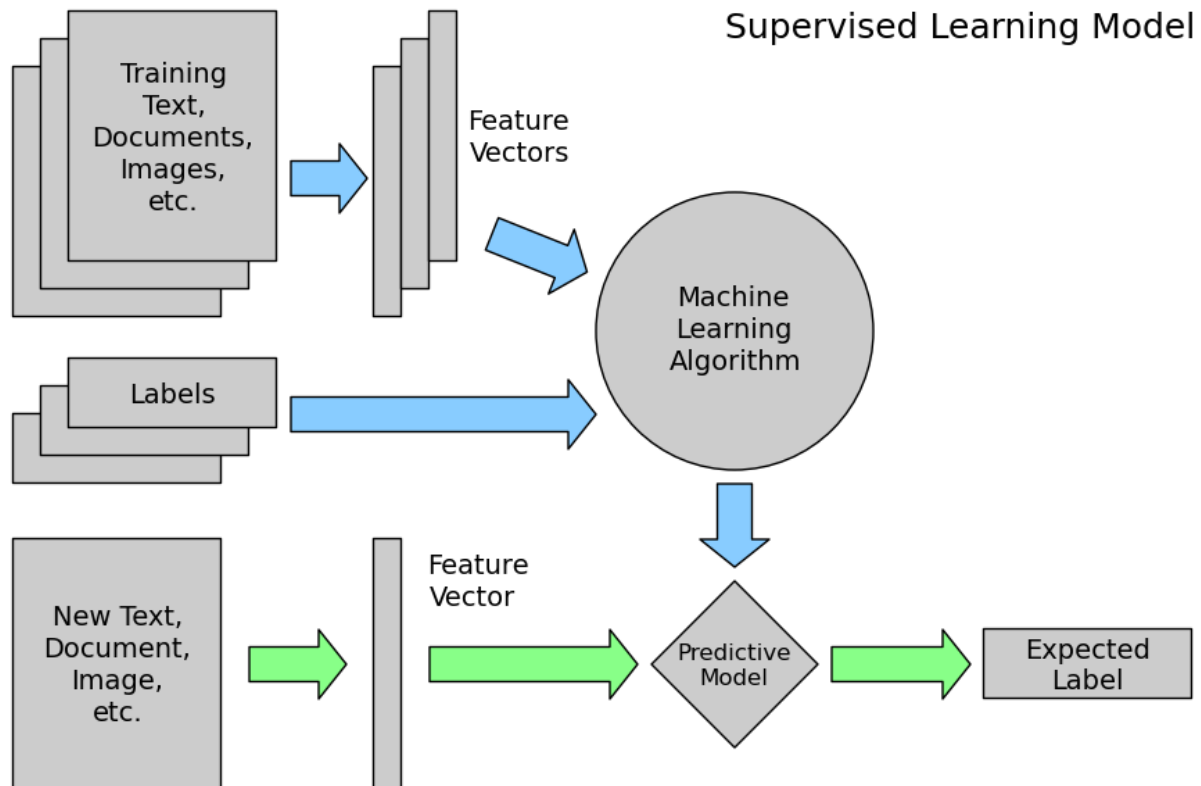 Supervised Learning Model
Training
Text,
Documents,
Images,
etc.
Feature
Vectors
Machine
Learning
Algorithm
Labels
New Text,
Document,
Image,
etc.
Feature
Vector
Predictive
Model
Expected
Label